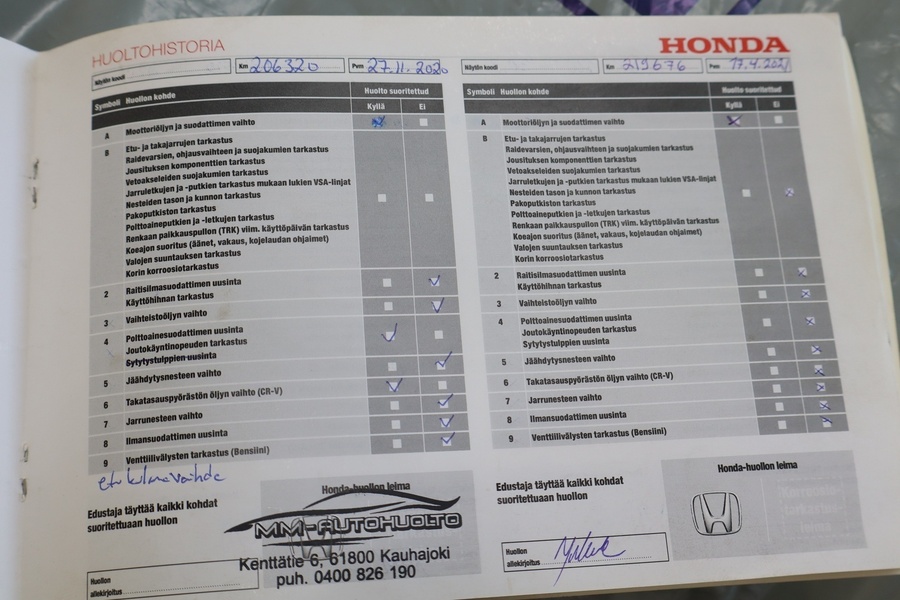 HUOLTOHISTORIA
Näytön koodi
Km 206320
Pvm 27.11.2020
Symboli Huollon kohde
Huolto suoritettud
Kyllä Ei
A Moottoriöljyn ja suodattimen vaihto
B Etu- ja takajarrujen tarkastus
Raidevarsien, ohjausvaihteen ja suojakumien tarkastus
Jousituksen komponenttien tarkastus
Vetoakseleiden suojakumien tarkastus
Jarruletkujen ja -putkien tarkastus mukaan lukien VSA-linjat
Nesteiden tason ja kunnon tarkastus
Pakoputkiston tarkastus
Polttoaineputkien ja -letkujen tarkastus
Renkaan paikkauspullon (TRK) viim. käyttöpäivän tarkastus
Koeajon suoritus (äänet, vakaus, kojelaudan ohjaimet)
Valojen suuntauksen tarkastus
Korin korroosiotarkastus
2 Raitisilmasuodattimen uusinta
Käyttöhihnan tarkastus
3 Vaihteistoöljyn vaihto
4 Polttoainesuodattimen uusinta
Joutokäyntinopeuden tarkastus
Sytytystulppien uusinta
5 Jäähdytysnesteen vaihto
6 Takatasauspyörästön öljyn vaihto (CR-V)
7 Jarrunesteen vaihto
8 Ilmansuodattimen uusinta
9 Venttiilivälysten tarkastus (Bensiini)
etukulmavaihde
Edustaja täyttää kaikki kohdat
suoritettuaan huollon
Honda-huollon leima
MM-AUTOHUOLTO
Kenttätie 6, 61800 Kauhajoki
puh. 0400 826 190
Huollon
allekirjoitus
HONDA
Näytön koodi
Km 219676
Pvm 17.4.2021
Symboli Huollon kohde
Huolto suoritettud
Kyllä Ei
A Moottoriöljyn ja suodattimen vaihto
B Etu- ja takajarrujen tarkastus
Raidevarsien, ohjausvaihteen ja suojakumien tarkastus
Jousituksen komponenttien tarkastus
Vetoakseleiden suojakumien tarkastus
Jarruletkujen ja -putkien tarkastus mukaan lukien VSA-linjat
Nesteiden tason ja kunnon tarkastus
Pakoputkiston tarkastus
Polttoaineputkien ja -letkujen tarkastus
Renkaan paikkauspullon (TRK) viim. käyttöpäivän tarkastus
Koeajon suoritus (äänet, vakaus, kojelaudan ohjaimet)
Valojen suuntauksen tarkastus
Korin korroosiotarkastus
2 Raitisilmasuodattimen uusinta
Käyttöhihnan tarkastus
3 Vaihteistoöljyn vaihto
4 Polttoainesuodattimen uusinta
Joutokäyntinopeuden tarkastus
Sytytystulppien uusinta
5 Jäähdytysnesteen vaihto
6 Takatasauspyörästön öljyn vaihto (CR-V)
7 Jarrunesteen vaihto
8 Ilmansuodattimen uusinta
9 Venttiilivälysten tarkastus (Bensiini)
Edustaja täyttää kaikki kohdat
suoritettuaan huollon
Honda-huollon leima
Huollon
allekirjoitus